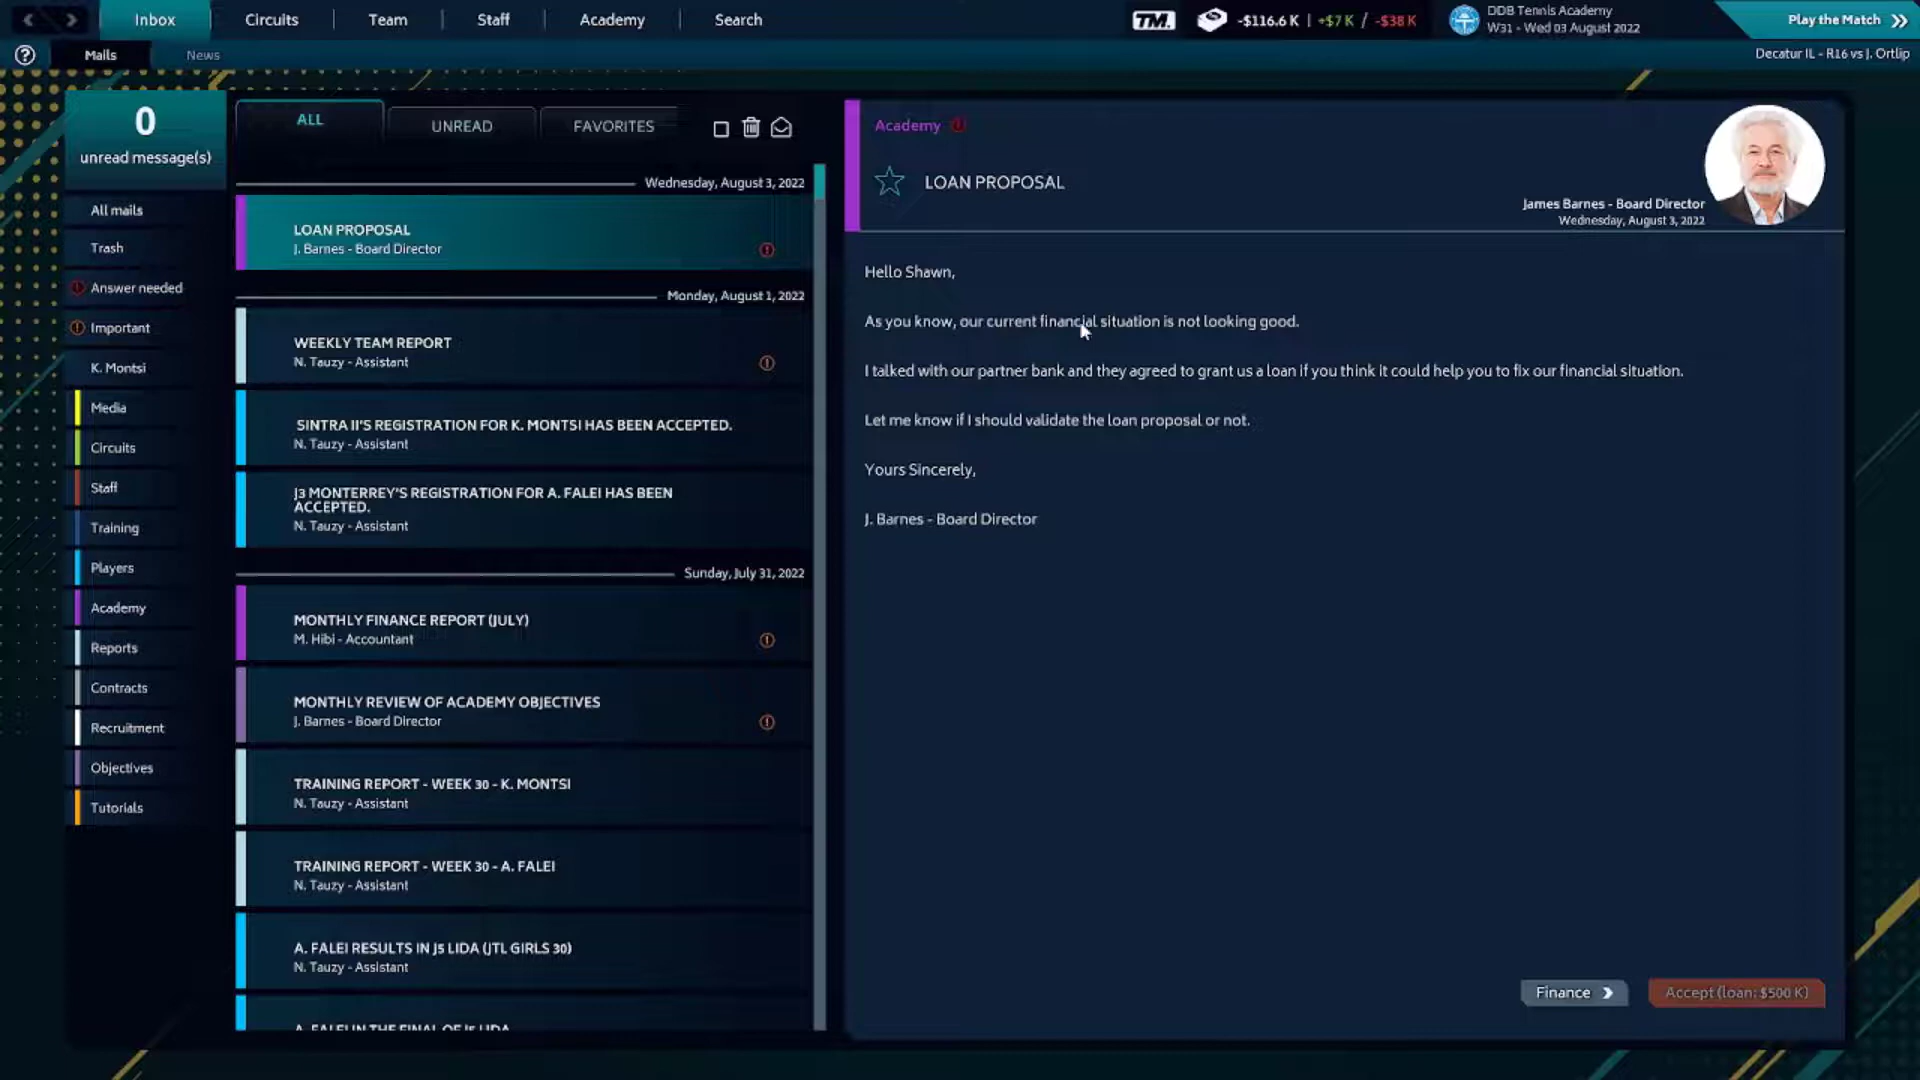 Inbox
Circuits
Team
Staff
Academy
Search
TM.
-$116.6 K | +$7 K / -$38 K
DDB Tennis Academy
W31 - Wed 03 August 2022
Play the Match
Mails
News
Decatur IL - R16 vs J. Ortlip
0
unread message(s)
All mails
Trash
Answer needed
Important
K. Montsi
Media
Circuits
Staff
Training
Players
Academy
Reports
Contracts
Recruitment
Objectives
Tutorials
ALL
UNREAD
FAVORITES
Wednesday, August 3, 2022
LOAN PROPOSAL
J. Barnes - Board Director
Monday, August 1, 2022
WEEKLY TEAM REPORT
N. Tauzy - Assistant
SINTRA II'S REGISTRATION FOR K. MONTSI HAS BEEN ACCEPTED.
N. Tauzy - Assistant
J3 MONTERREY'S REGISTRATION FOR A. FALEI HAS BEEN
ACCEPTED.
N. Tauzy - Assistant
Sunday, July 31, 2022
MONTHLY FINANCE REPORT (JULY)
M. Hibi - Accountant
MONTHLY REVIEW OF ACADEMY OBJECTIVES
J. Barnes - Board Director
TRAINING REPORT - WEEK 30 - K. MONTSI
N. Tauzy - Assistant
TRAINING REPORT - WEEK 30 - A. FALEI
N. Tauzy - Assistant
A. FALEI RESULTS IN J5 LIDA (JTL GIRLS 30)
N. Tauzy - Assistant
A. FALEI IN THE FINAL OF J5 LIDA
Academy
LOAN PROPOSAL
James Barnes - Board Director
Wednesday, August 3, 2022
Hello Shawn,
As you know, our current financial situation is not looking good.
I talked with our partner bank and they agreed to grant us a loan if you think it could help you to fix our financial situation.
Let me know if I should validate the loan proposal or not.
Yours Sincerely,
J. Barnes - Board Director
Finance
Accept (loan: $500 K)